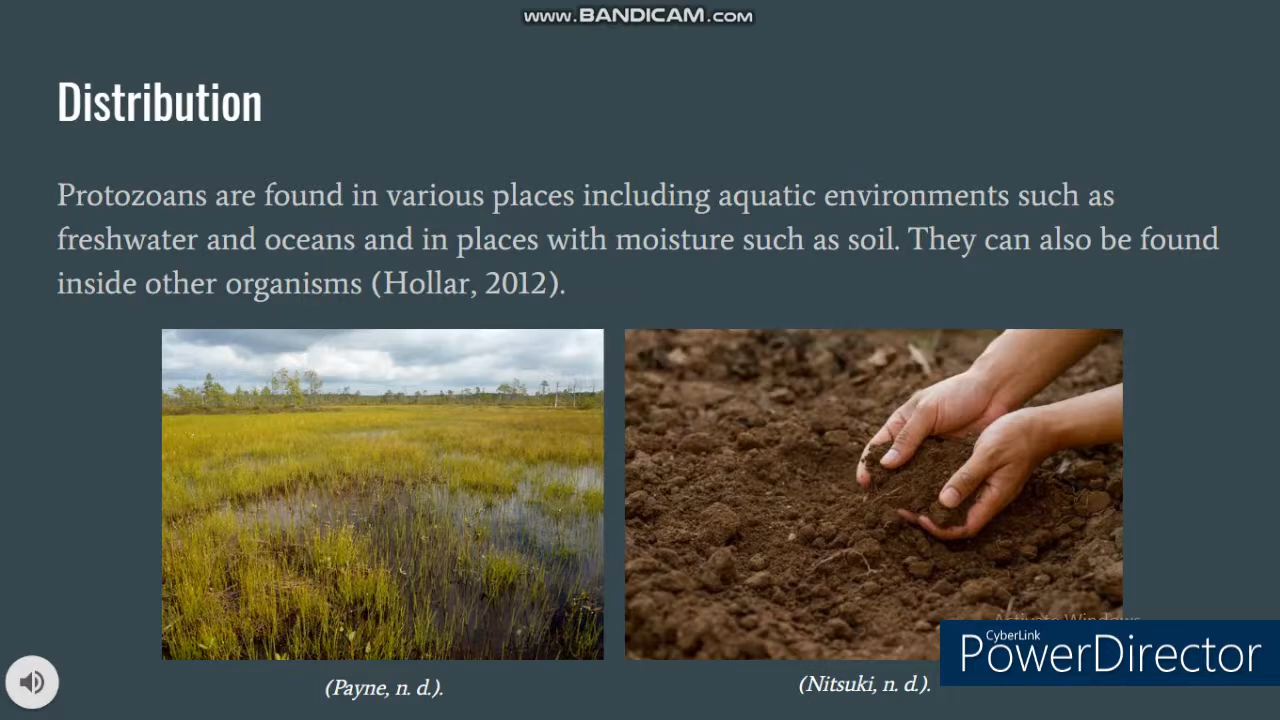 www.BANDICAM.com
Distribution
Protozoans are found in various places including aquatic environments such as
freshwater and oceans and in places with moisture such as soil. They can also be found
inside other organisms (Hollar, 2012).
Activate Windows
CyberLink
PowerDirector
(Payne, n. d.).
(Nitsuki, n. d.).